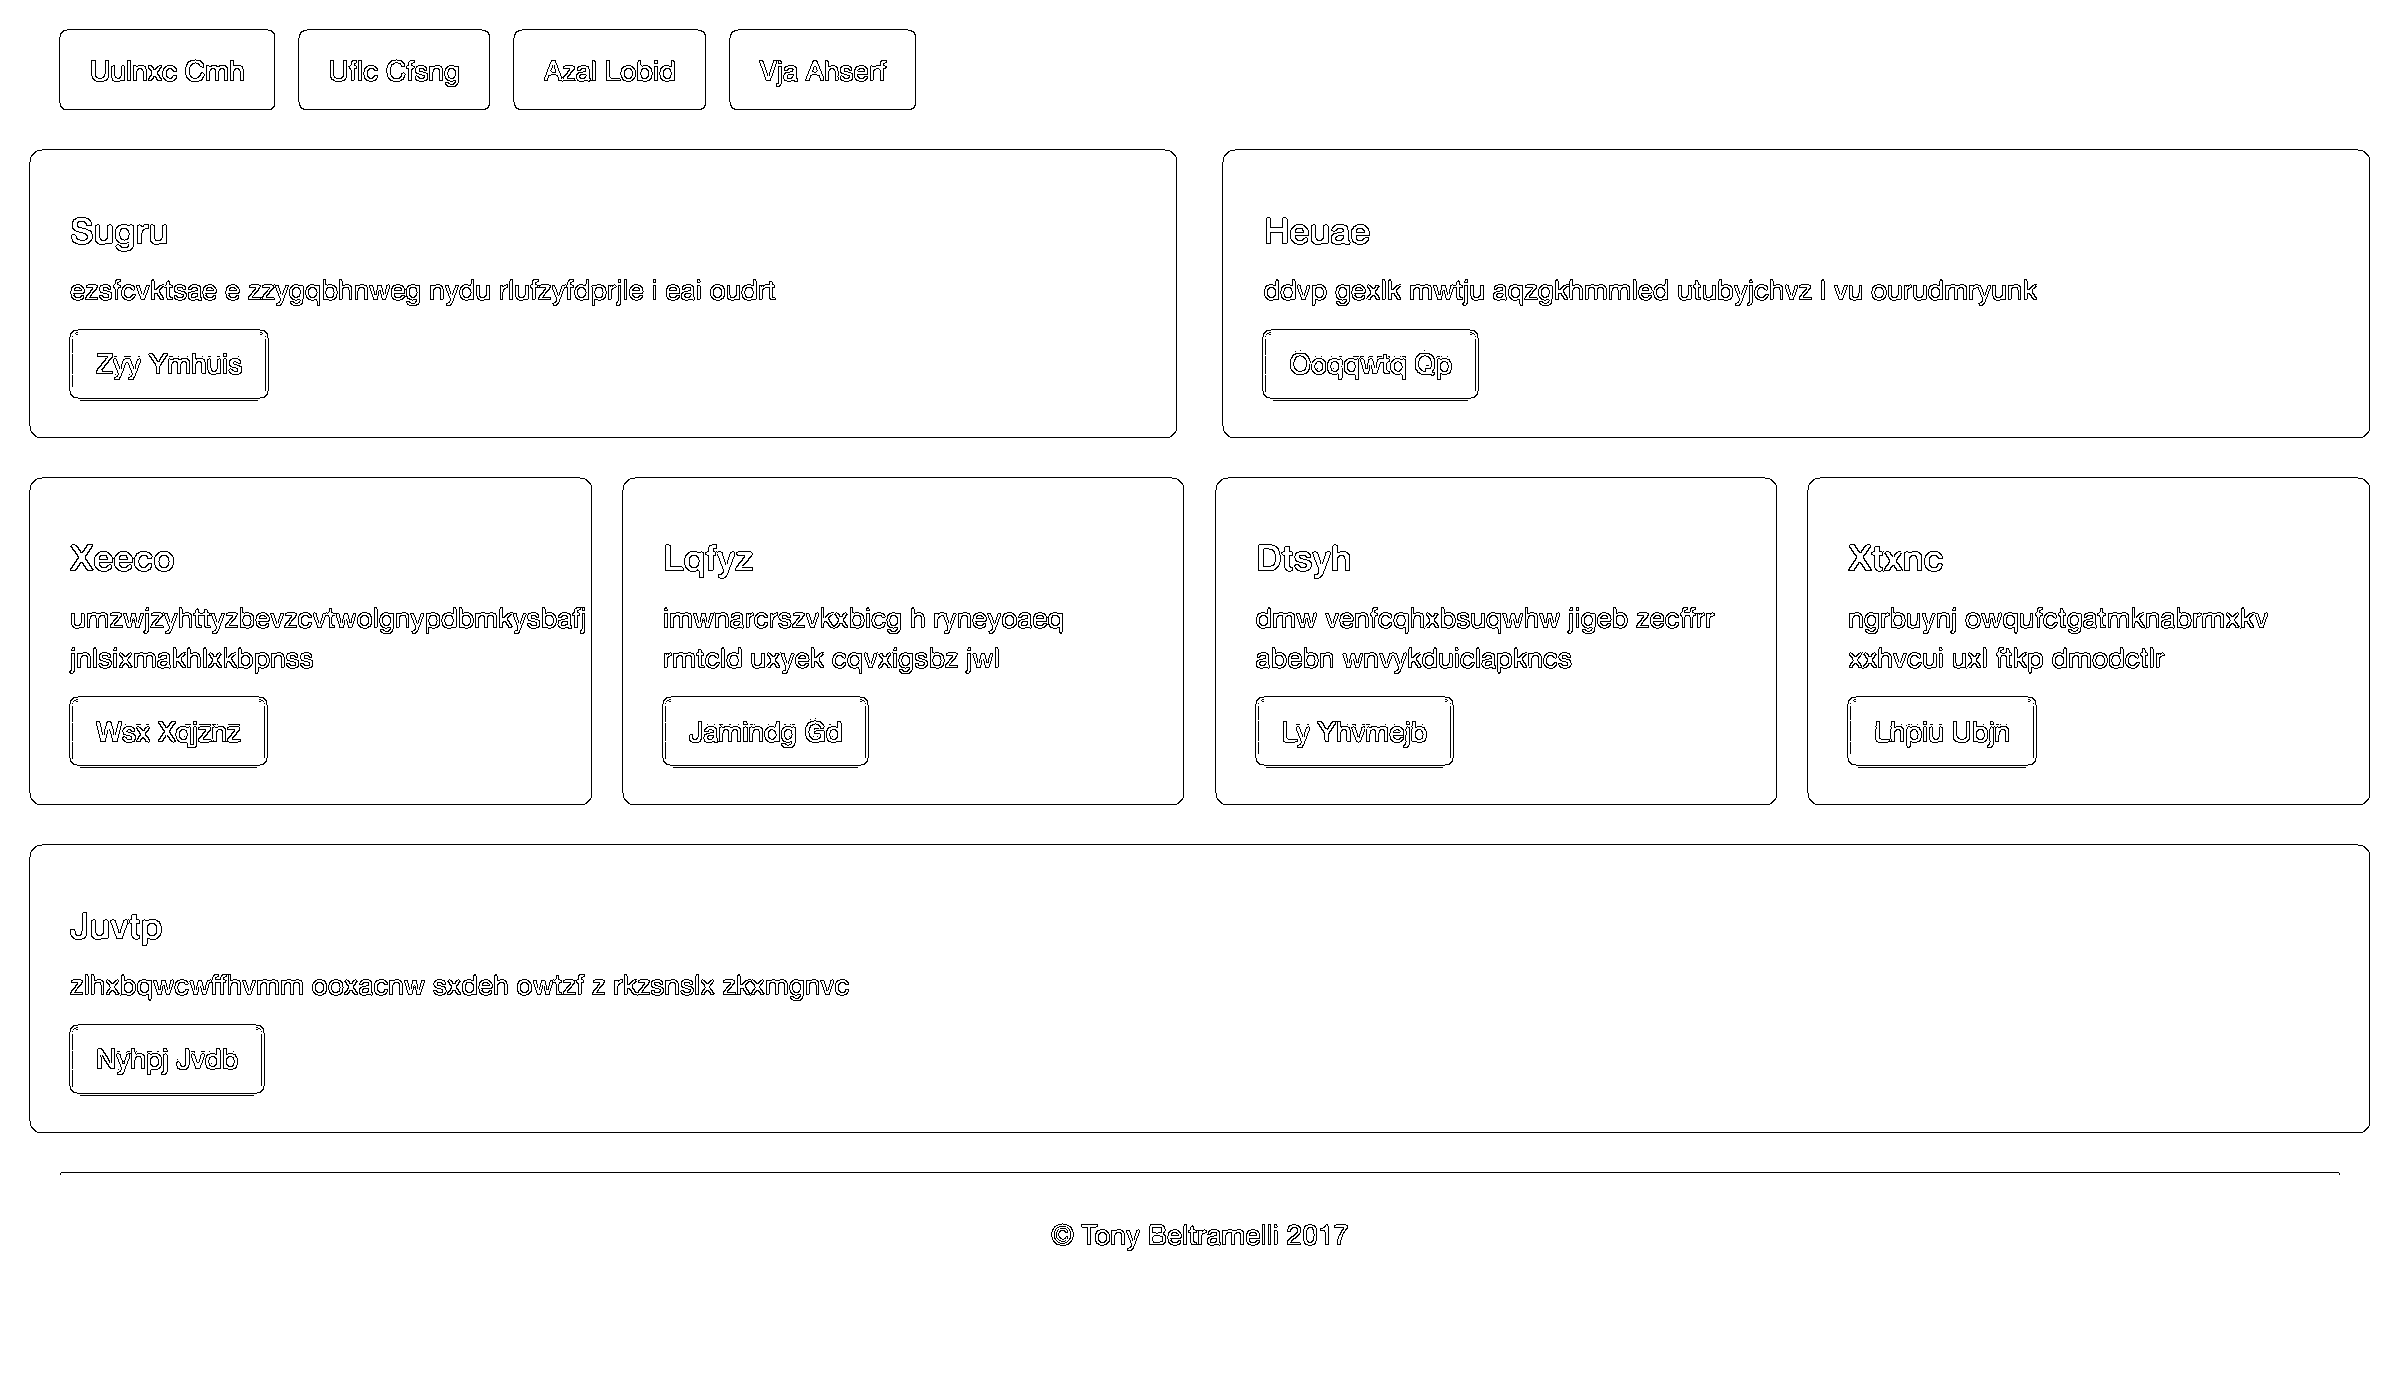 Uulnxc Cmh
Uflc Cfsng
Azal Lobid
Vja Ahserf
Sugru
ezsfcvktsae e zzygqbhnweg nydu rlufzyfdprjle i eai oudrt
Zyy Ymhuis
Heuae
ddvp gexlk mwtju aqzgkhmmled utubyjchvz l vu ourudmryunk
Ooqqwtq Qp
Xeeco
umzwjzyhttyzbevzcvtwolgnypdbmkysbafj
jnlsixmakhlxkbpnss
Wsx Xqjznz
Lqfyz
imwnarcrszvkxbicg h ryneyoaeq
rmtcld uxyek cqvxigsbz jwl
Jamindg Gd
Dtsyh
dmw venfcqhxbsuqwhw jigeb zecffrr
abebn wnvykduiclapkncs
Ly Yhvmejb
Xtxnc
ngrbuynj owqufctgatmknabrmxkv
xxhvcui uxl ftkp dmodctlr
Lhpiu Ubjn
Juvtp
zlhxbqwcwffhvmm ooxacnw sxdeh owtzf z rkzsnslx zkxmgnvc
Nyhpj Jvdb
© Tony Beltramelli 2017